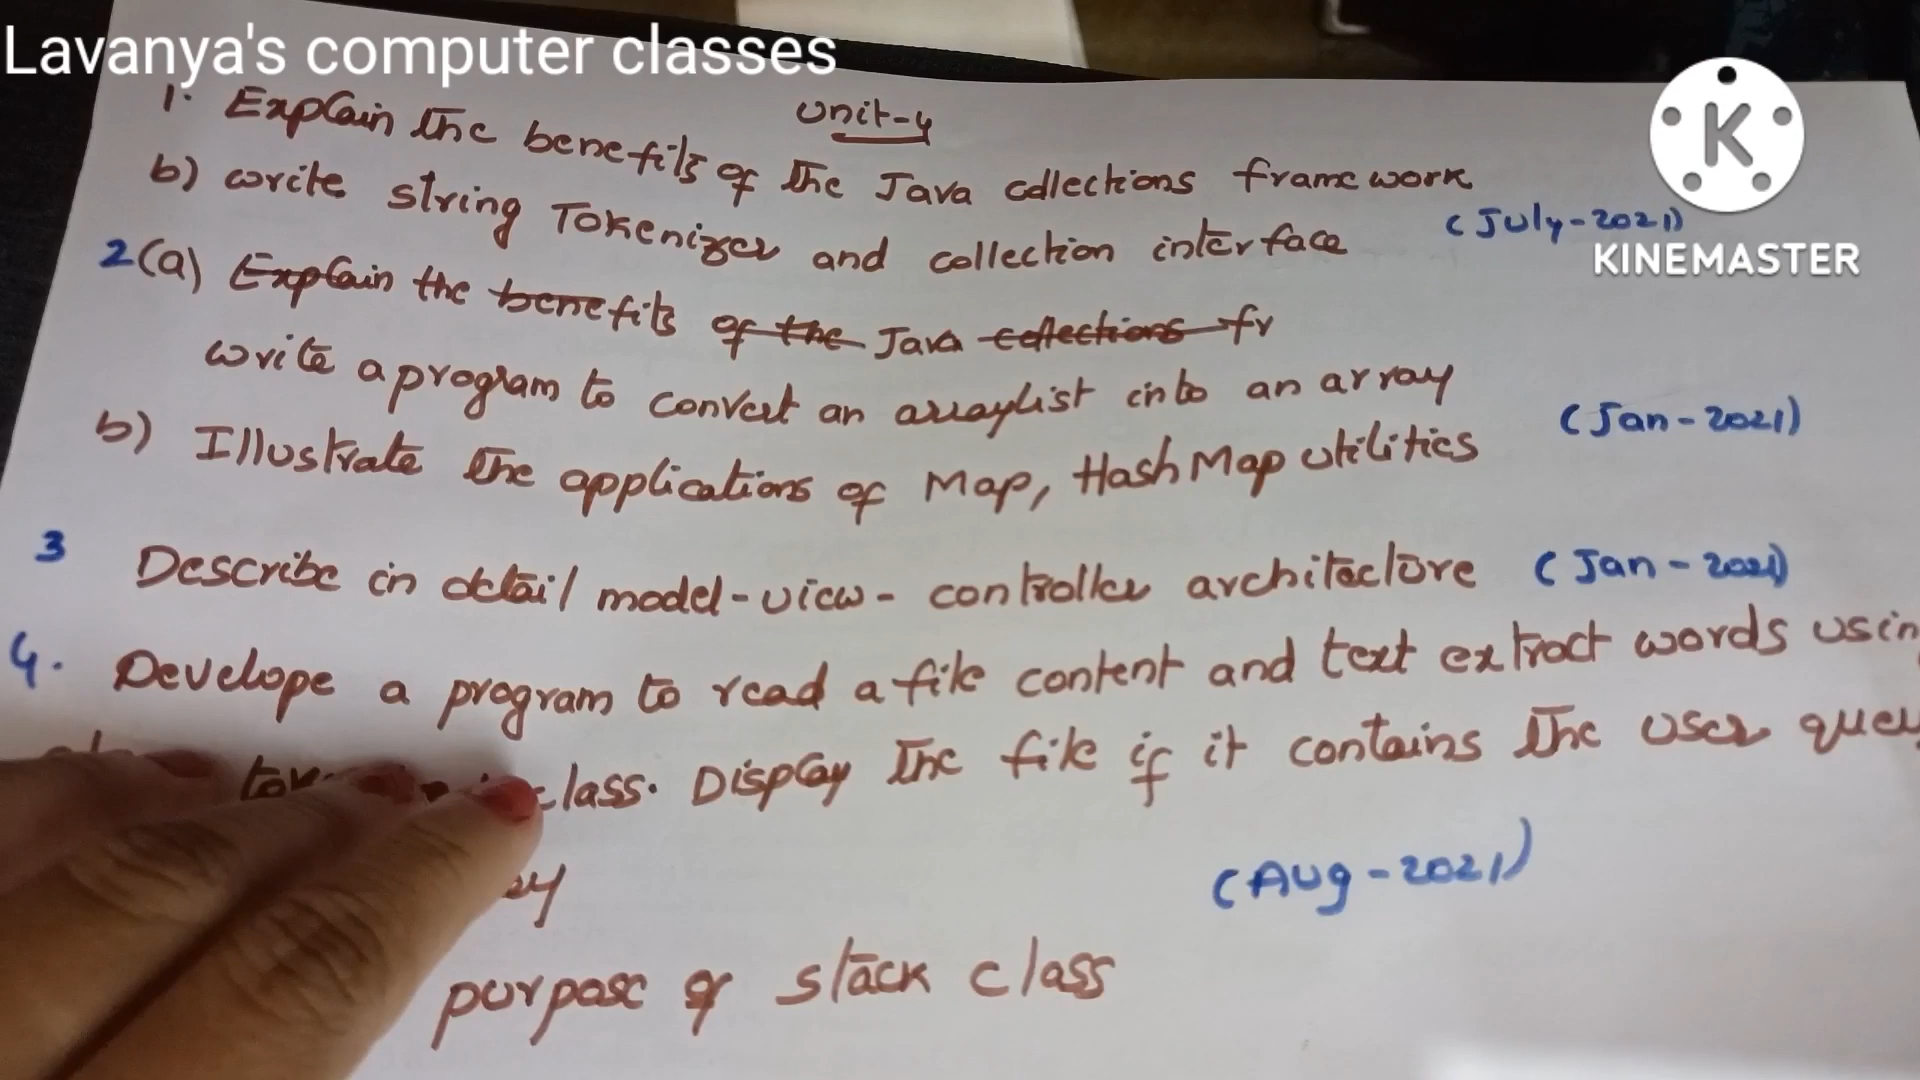 Lavanya's computer classes
Unit-4
1. Explain the benefits of the Java collections framework
b) write string Tokenizer and collection interface (July-2021)
KINEMASTER
2(a) Explain the benefits of the Java collections fr
write a program to convert an arraylist into an array
b) Illustrate the applications of Map, HashMap utilities (Jan-2021)
3 Describe in detail model-view-controller architecture (Jan-2021)
4. Develope a program to read a file content and text extract words usin
class. Display the file if it contains the user
(Aug-2021)
purpose of stack class